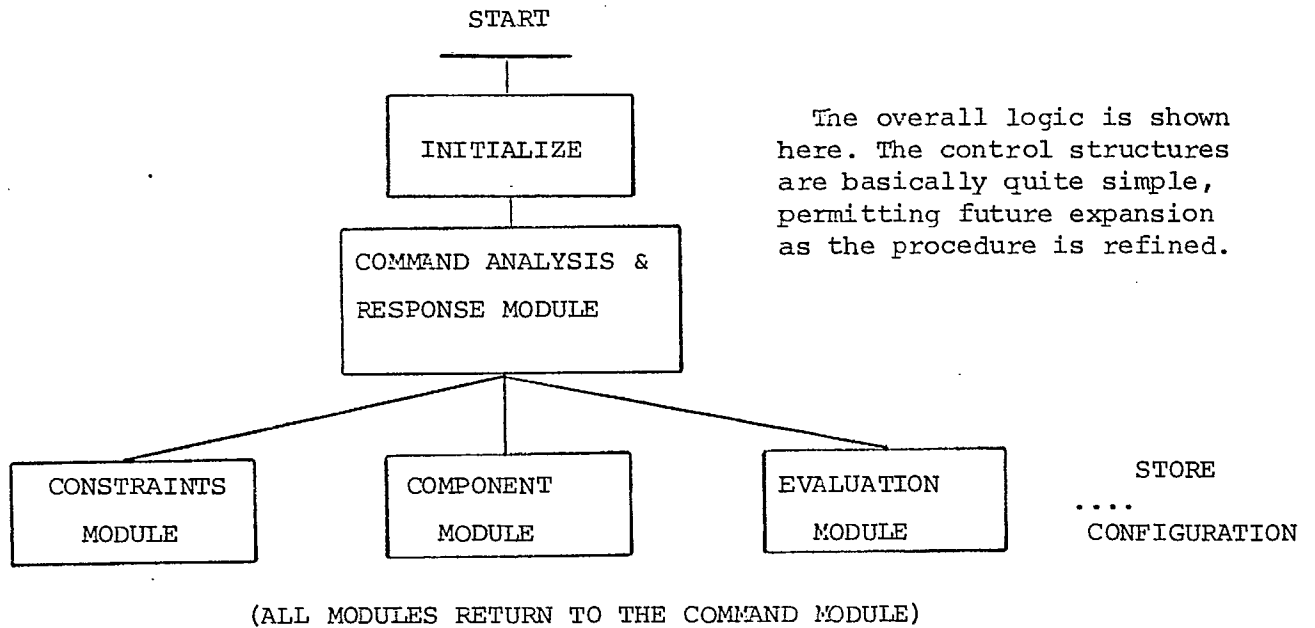 START
INITIALIZE
The overall logic is shown
here. The control structures
are basically quite simple,
permitting future expansion
as the procedure is refined.
COMMAND ANALYSIS &
RESPONSE MODULE
CONSTRAINTS
MODULE
COMPONENT
MODULE
EVALUATION
MODULE
STORE
....
CONFIGURATION
(ALL MODULES RETURN TO THE COMMAND MODULE)